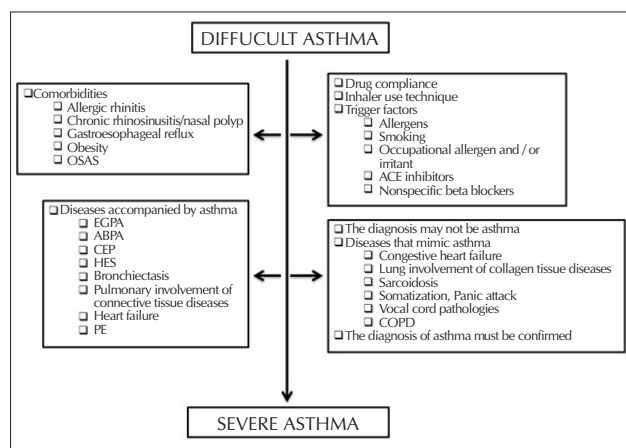 DIFFUCULT ASTHMA
❑Comorbidities
❑ Allergic rhinitis
❑ Chronic rhinosinusitis/nasal polyp
❑ Gastroesophageal reflux
❑ Obesity
❑ OSAS
❑Drug compliance
❑Inhaler use technique
❑Trigger factors
❑ Allergens
❑ Smoking
❑ Occupational allergen and / or
irritant
❑ ACE inhibitors
❑ Nonspecific beta blockers
❑Diseases accompanied by asthma
❑ EGPA
❑ ABPA
❑ CEP
❑ HES
❑ Bronchiectasis
❑ Pulmonary involvement of
connective tissue diseases
❑ Heart failure
❑ PE
❑ The diagnosis may not be asthma
❑ Diseases that mimic asthma
❑ Congestive heart failure
❑ Lung involvement of collagen tissue diseases
❑ Sarcoidosis
❑ Somatization, Panic attack
❑ Vocal cord pathologies
❑ COPD
❑ The diagnosis of asthma must be confirmed
SEVERE ASTHMA